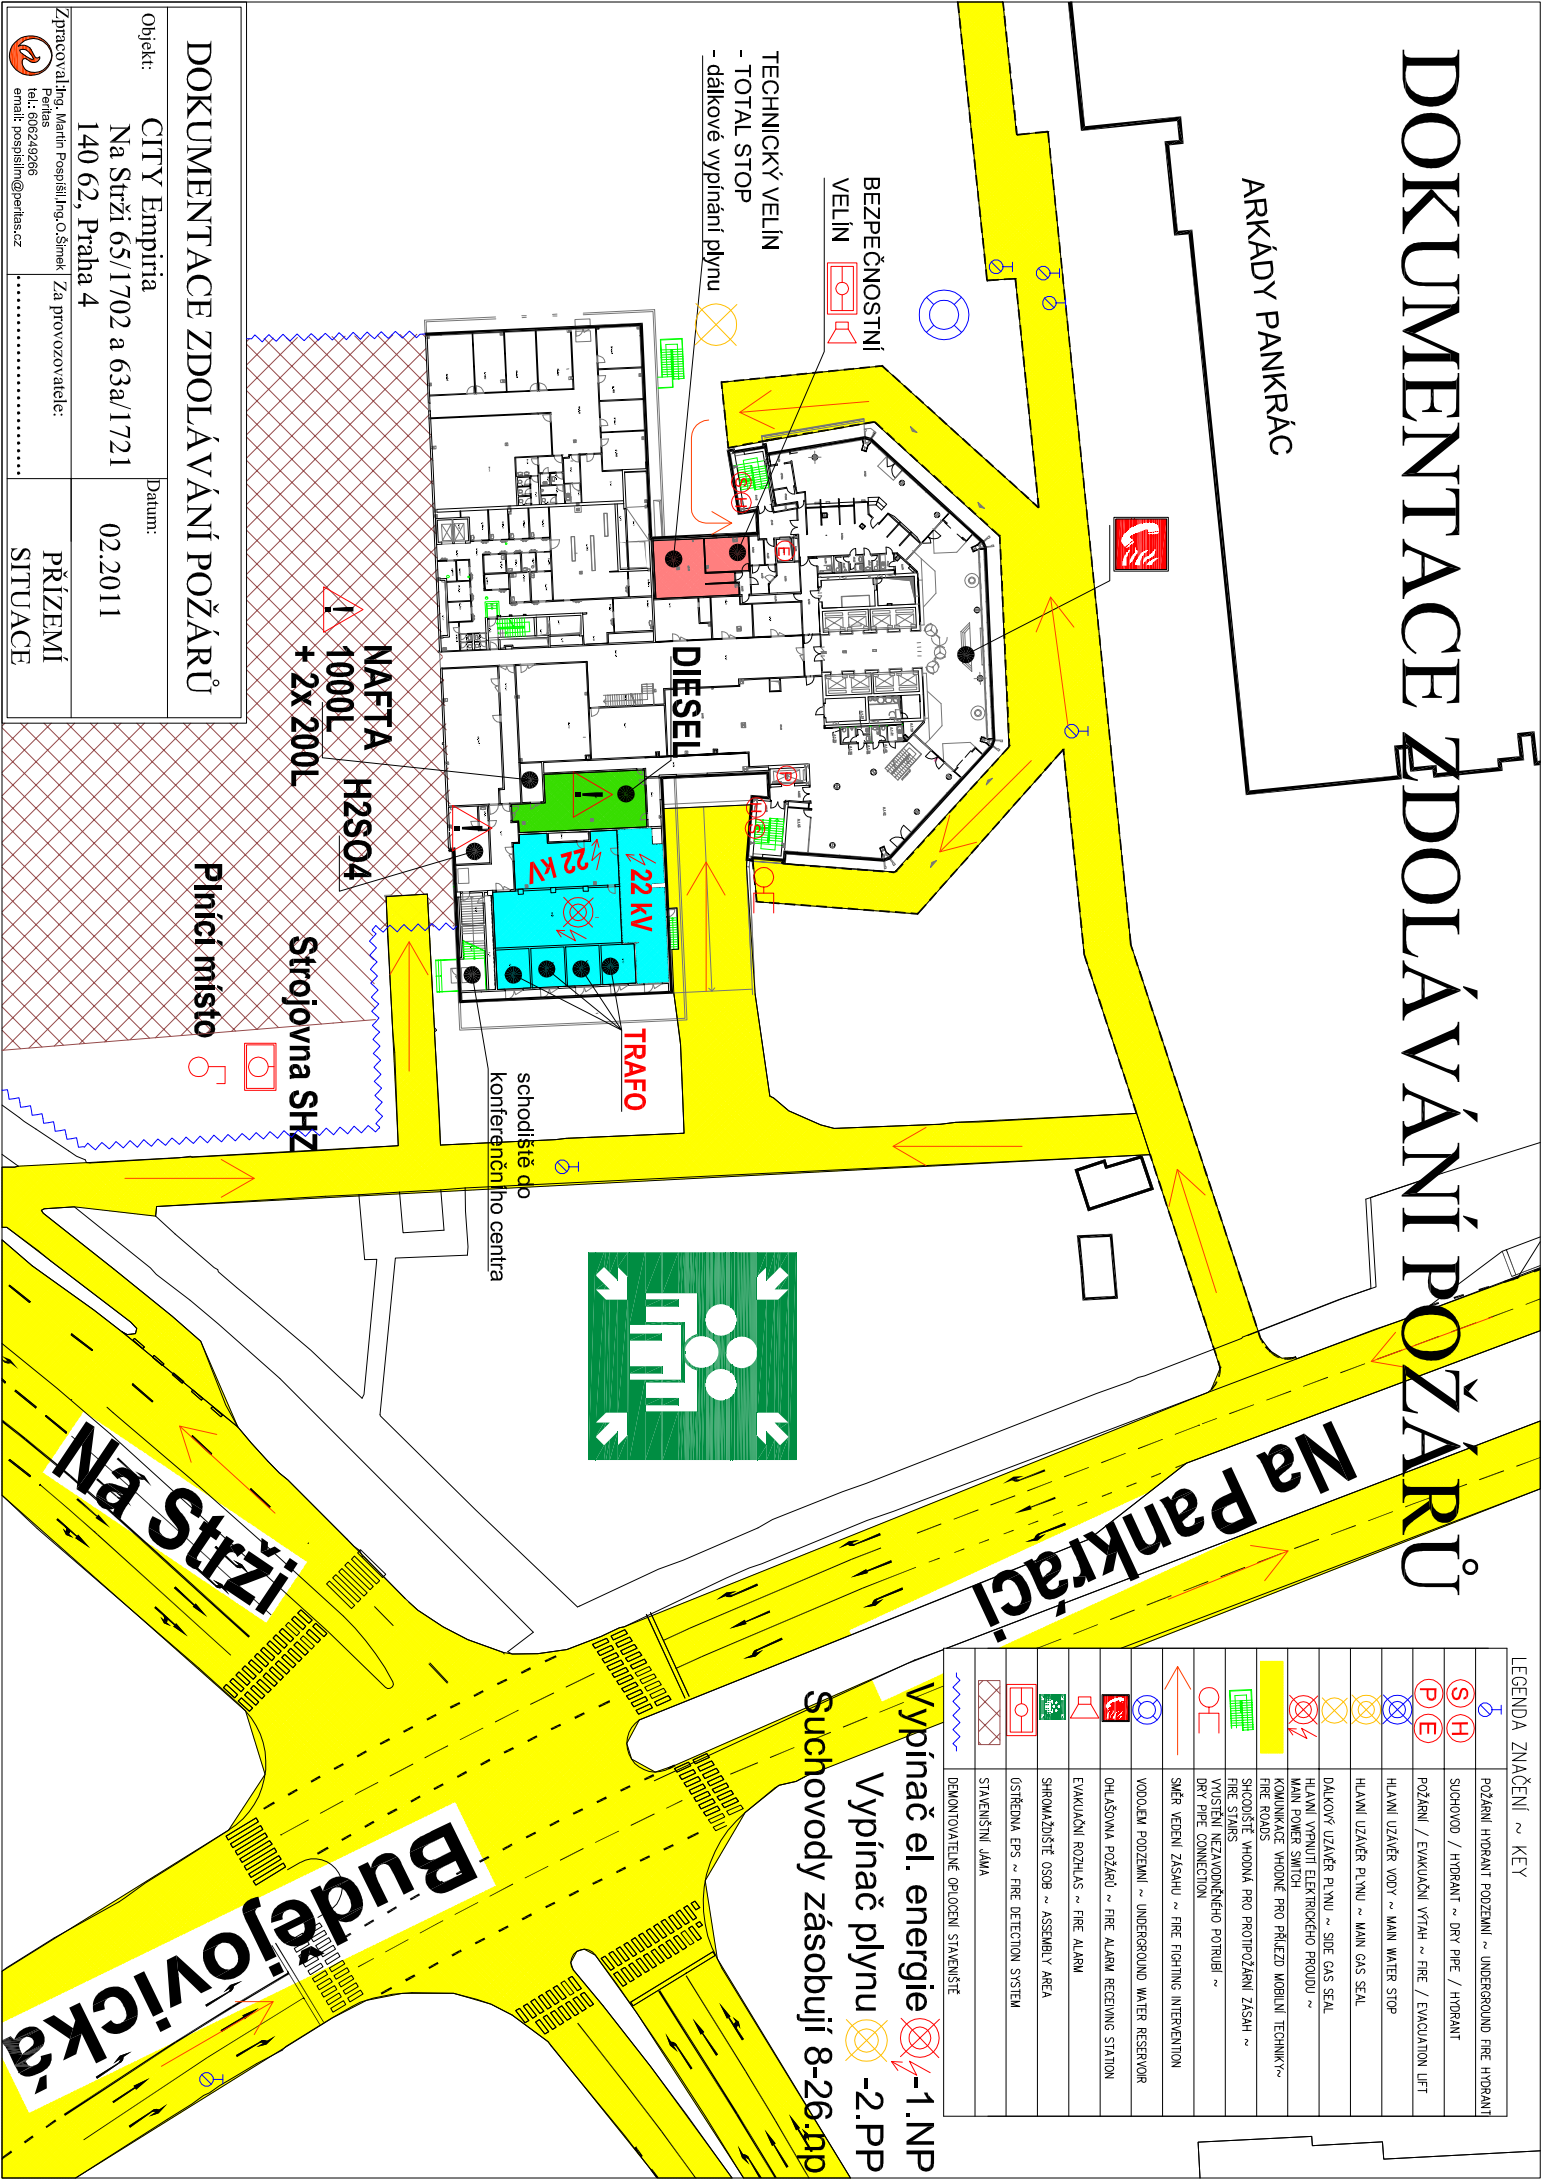 DOKUMENTACE ZDOLÁVÁNÍ POŽÁRŮ
ARKÁDY PANKRÁC
BEZPEČNOSTNÍ
VELÍN
TECHNICKÝ VELÍN
- TOTAL STOP
- dálkové vypínání plynu
S H
E
P
H S
DIESEL
NAFTA
1000L
+ 2x 200L
H2SO4
22 kV
22 kV
TRAFO
Strojovna SHZ
Plnící místo
schodiště do
konferenčního centra
Na Pankráci
Na Strži
Budějovická
LEGENDA ZNAČENÍ ~ KEY
POŽÁRNÍ HYDRANT PODZEMNÍ ~ UNDERGROUND FIRE HYDRANT
S H SUCHOVOD / HYDRANT ~ DRY PIPE / HYDRANT
P E POŽÁRNÍ / EVAKUAČNÍ VÝTAH ~ FIRE / EVACUATION LIFT
HLAVNÍ UZÁVĚR VODY ~ MAIN WATER STOP
HLAVNÍ UZÁVĚR PLYNU ~ MAIN GAS SEAL
DÁLKOVÝ UZÁVĚR PLYNU ~ SIDE GAS SEAL
HLAVNÍ VYPNUTÍ ELEKTRICKÉHO PROUDU ~
MAIN POWER SWITCH
KOMUNIKACE VHODNÉ PRO PŘÍJEZD MOBILNÍ TECHNIKY~
FIRE ROADS
SHCODIŠTĚ VHODNÁ PRO PROTIPOŽÁRNÍ ZÁSAH ~
FIRE STAIRS
VYÚSTĚNÍ NEZAVODNĚNÉHO POTRUBÍ ~
DRY PIPE CONNECTION
SMĚR VEDENÍ ZÁSAHU ~ FIRE FIGHTING INTERVENTION
VODOJEM PODZEMNÍ ~ UNDERGROUND WATER RESERVOIR
OHLAŠOVNA POŽÁRŮ ~ FIRE ALARM RECEIVING STATION
EVAKUAČNÍ ROZHLAS ~ FIRE ALARM
SHROMAŽDIŠTĚ OSOB ~ ASSEMBLY AREA
ÚSTŘEDNA EPS ~ FIRE DETECTION SYSTEM
STAVENIŠTNÍ JÁMA
DEMONTOVATELNÉ OPLOCENÍ STAVENIŠTĚ
Vypínač el. energie -1.NP
Vypínač plynu -2.PP
Suchovody zásobují 8-26.np
DOKUMENTACE ZDOLÁVÁNÍ POŽÁRŮ
Objekt:
CITY Empiria
Na Strži 65/1702 a 63a/1721
140 62, Praha 4
Datum:
02.2011
Zpracoval:Ing. Martin Pospíšil,Ing.O.Šimek
Peritas
tel.: 606249266
email: pospisilm@peritas.cz
Za provozovatele:
PŘÍZEMÍ
SITUACE